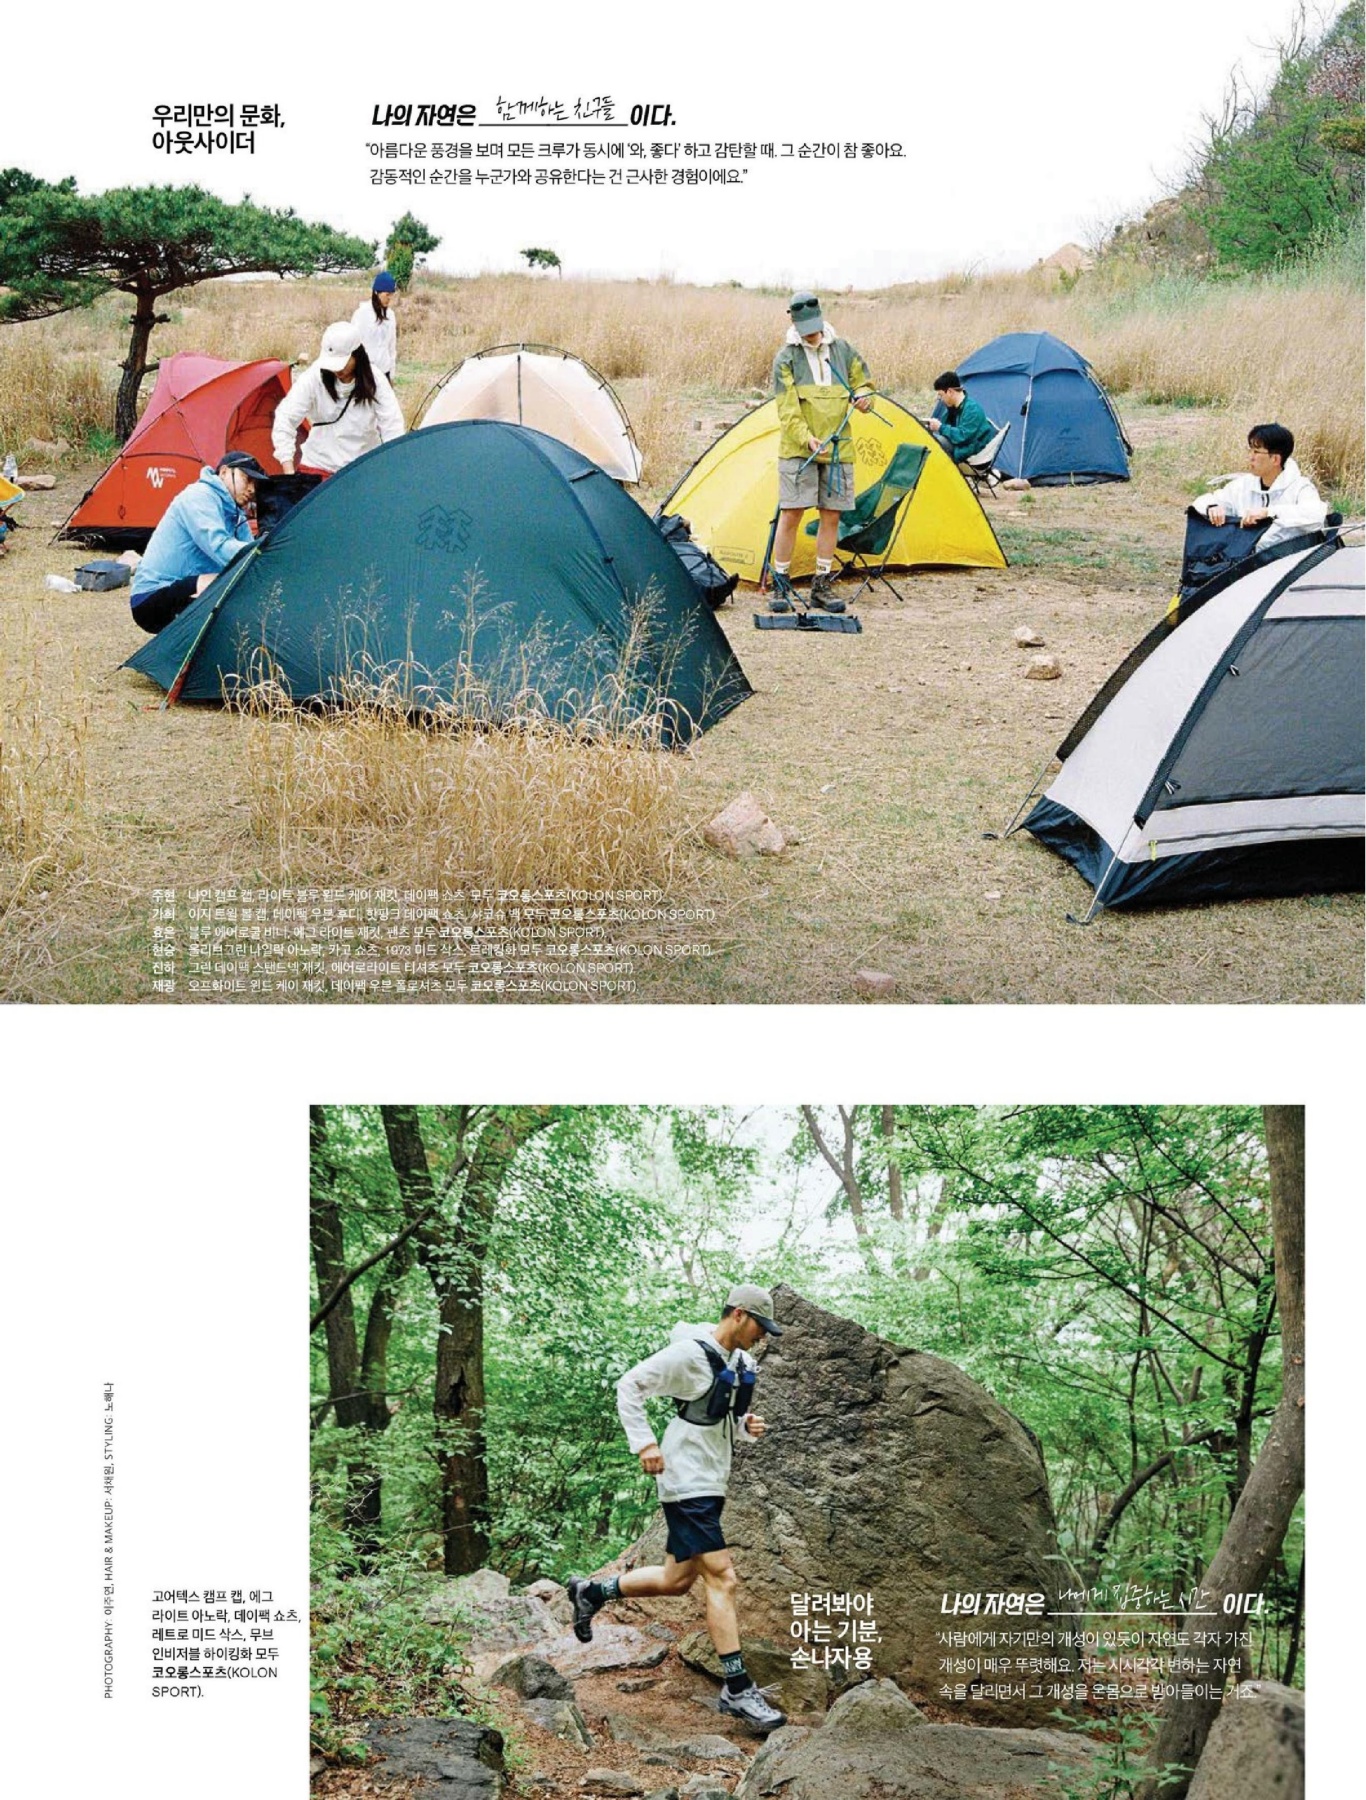 우리만의 문화,
아웃사이더
나의 자연은 함께하는 친구들 이다.
“아름다운 풍경을 보며 모든 크루가 동시에 ‘와, 좋다’ 하고 감탄할 때. 그 순간이 참 좋아요.
감동적인 순간을 누군가와 공유한다는 건 근사한 경험이에요.”
주현 나인 캠프 캡, 라이트 블루 윈드 케이 재킷, 데이팩 쇼츠 모두 코오롱스포츠(KOLON SPORT).
가희 이지 트윌 볼 캡, 데이팩 우븐 후디, 핫핑크 데이팩 쇼츠, 사코슈 백 모두 코오롱스포츠(KOLON SPORT).
효은 블루 에어로쿨 비니, 에그 라이트 재킷, 팬츠 모두 코오롱스포츠(KOLON SPORT).
현승 올리브그린 나일락 아노락, 카고 쇼츠, 1973 미드 삭스, 트레킹화 모두 코오롱스포츠(KOLON SPORT).
진하 그린 데이팩 스탠드넥 재킷, 에어로라이트 티셔츠 모두 코오롱스포츠(KOLON SPORT).
재광 오프화이트 윈드 케이 재킷, 데이팩 우븐 폴로셔츠 모두 코오롱스포츠(KOLON SPORT).
PHOTOGRAPHY: 이주연, HAIR & MAKEUP: 서채원, STYLING: 노해나
고어텍스 캠프 캡, 에그
라이트 아노락, 데이팩 쇼츠,
레트로 미드 삭스, 무브
인비저블 하이킹화 모두
코오롱스포츠(KOLON
SPORT).
달려봐야
아는 기분,
손나자용
나의 자연은 나에게 집중하는 시간 이다.
“사람에게 자기만의 개성이 있듯이 자연도 각자 가진
개성이 매우 뚜렷해요. 저는 시시각각 변하는 자연
속을 달리면서 그 개성을 온몸으로 받아들이는 거죠.”